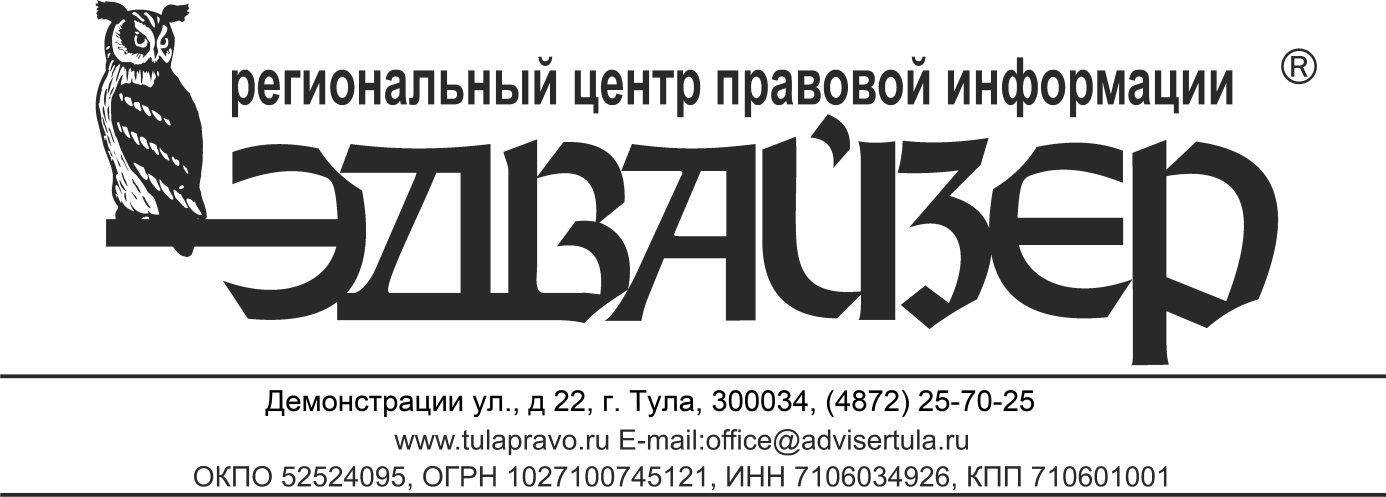 региональный центр правовой информации ®
ЭДВАЙЗЕР
Демонстрации ул., д 22, г. Тула, 300034, (4872) 25-70-25
www.tulapravo.ru E-mail:office@advisertula.ru
ОКПО 52524095, ОГРН 1027100745121, ИНН 7106034926, КПП 710601001